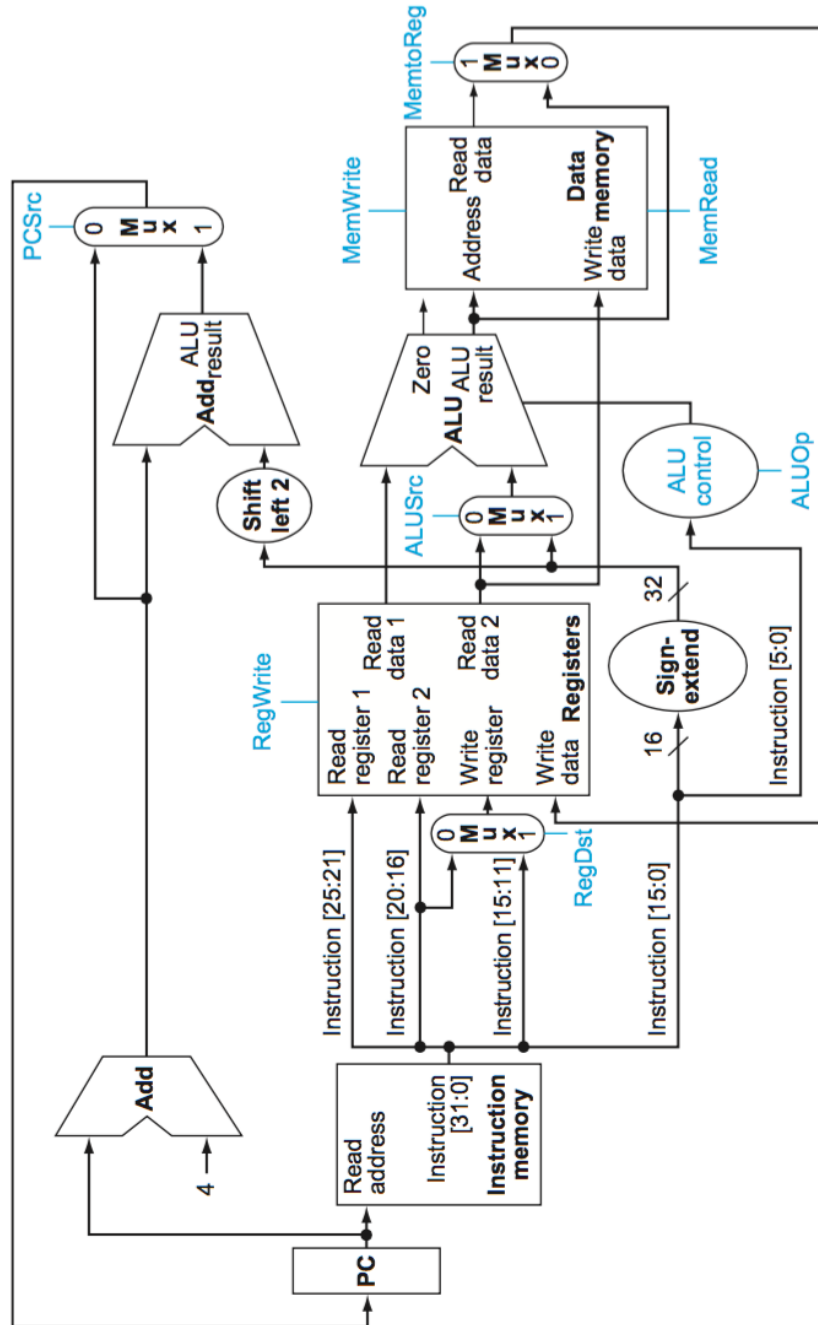 PCSrc
0
M
u
x
1
Add
4
Add
ALU
result
Shift
left 2
PC
Read
address
Instruction
[31:0]
Instruction
memory
Instruction [25:21]
Instruction [20:16]
Instruction [15:11]
Instruction [15:0]
0
M
u
x
1
RegDst
RegWrite
Read
register 1
Read
register 2
Write
register
Write
data
Read
data 1
Read
data 2
Registers
16
Sign-
extend
32
Instruction [5:0]
ALUSrc
0
M
u
x
1
Zero
ALU
ALU
result
ALU
control
ALUOp
MemWrite
Address
Read
data
Write
data
Data
memory
MemRead
MemtoReg
1
M
u
x
0